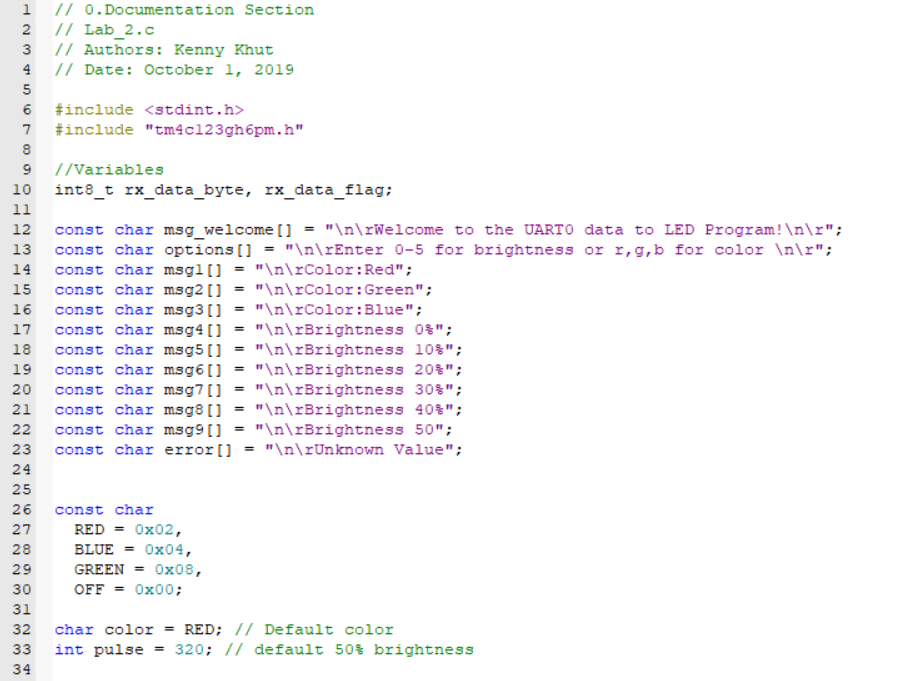 1 // 0.Documentation Section
2 // Lab_2.c
3 // Authors: Kenny Khut
4 // Date: October 1, 2019
5
6 #include <stdint.h>
7 #include "tm4c123gh6pm.h"
8
9 //Variables
10 int8_t rx_data_byte, rx_data_flag;
11
12 const char msg_welcome[] = "\n\rWelcome to the UART0 data to LED Program!\n\r";
13 const char options[] = "\n\rEnter 0-5 for brightness or r,g,b for color \n\r";
14 const char msg1[] = "\n\rColor:Red";
15 const char msg2[] = "\n\rColor:Green";
16 const char msg3[] = "\n\rColor:Blue";
17 const char msg4[] = "\n\rBrightness 0%";
18 const char msg5[] = "\n\rBrightness 10%";
19 const char msg6[] = "\n\rBrightness 20%";
20 const char msg7[] = "\n\rBrightness 30%";
21 const char msg8[] = "\n\rBrightness 40%";
22 const char msg9[] = "\n\rBrightness 50";
23 const char error[] = "\n\rUnknown Value";
24
25
26 const char
27   RED = 0x02,
28   BLUE = 0x04,
29   GREEN = 0x08,
30   OFF = 0x00;
31
32 char color = RED; // Default color
33 int pulse = 320; // default 50% brightness
34